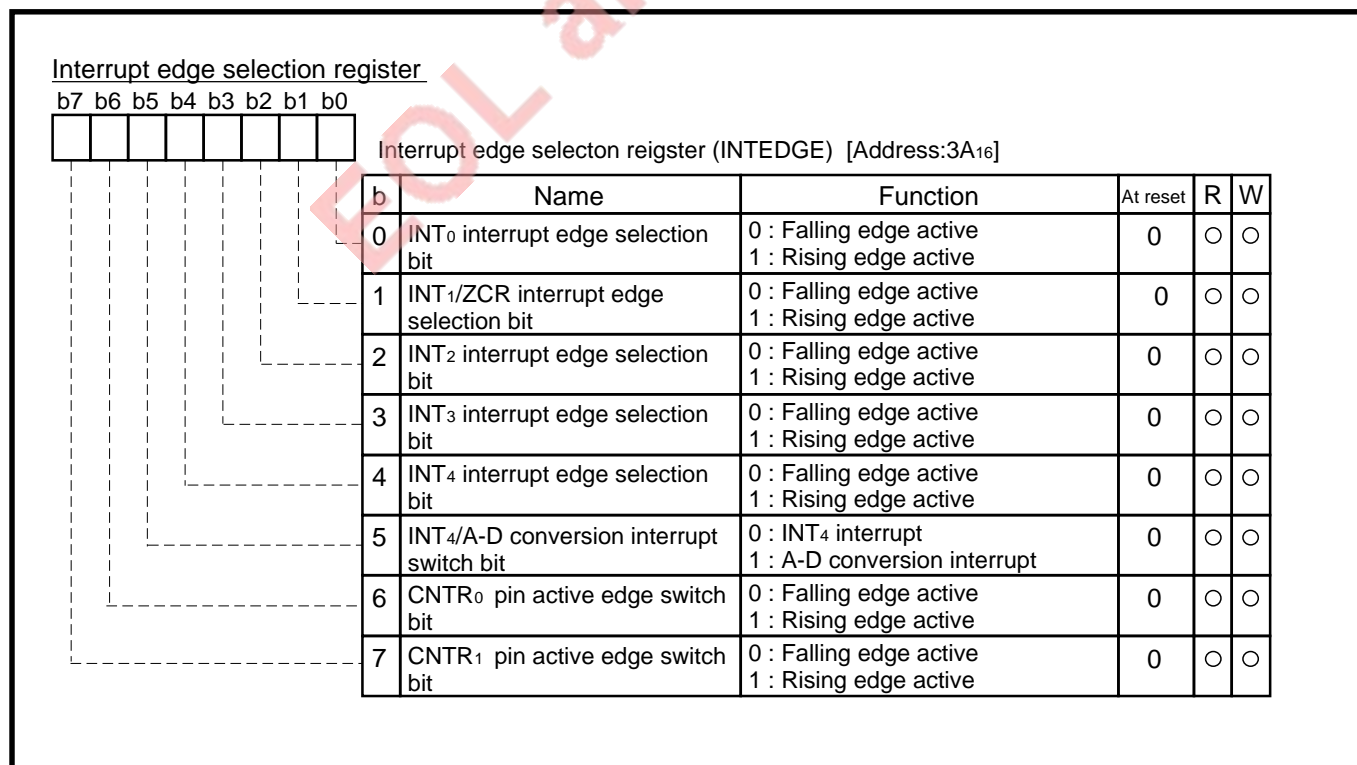 EOL a
Interrupt edge selection register
b7 b6 b5 b4 b3 b2 b1 b0
Interrupt edge selecton reigster (INTEDGE) [Address:3A16]
b Name Function At reset R W
0 INT0 interrupt edge selection bit 0 : Falling edge active 1 : Rising edge active 0 ○ ○
1 INT1/ZCR interrupt edge selection bit 0 : Falling edge active 1 : Rising edge active 0 ○ ○
2 INT2 interrupt edge selection bit 0 : Falling edge active 1 : Rising edge active 0 ○ ○
3 INT3 interrupt edge selection bit 0 : Falling edge active 1 : Rising edge active 0 ○ ○
4 INT4 interrupt edge selection bit 0 : Falling edge active 1 : Rising edge active 0 ○ ○
5 INT4/A-D conversion interrupt switch bit 0 : INT4 interrupt 1 : A-D conversion interrupt 0 ○ ○
6 CNTR0 pin active edge switch bit 0 : Falling edge active 1 : Rising edge active 0 ○ ○
7 CNTR1 pin active edge switch bit 0 : Falling edge active 1 : Rising edge active 0 ○ ○